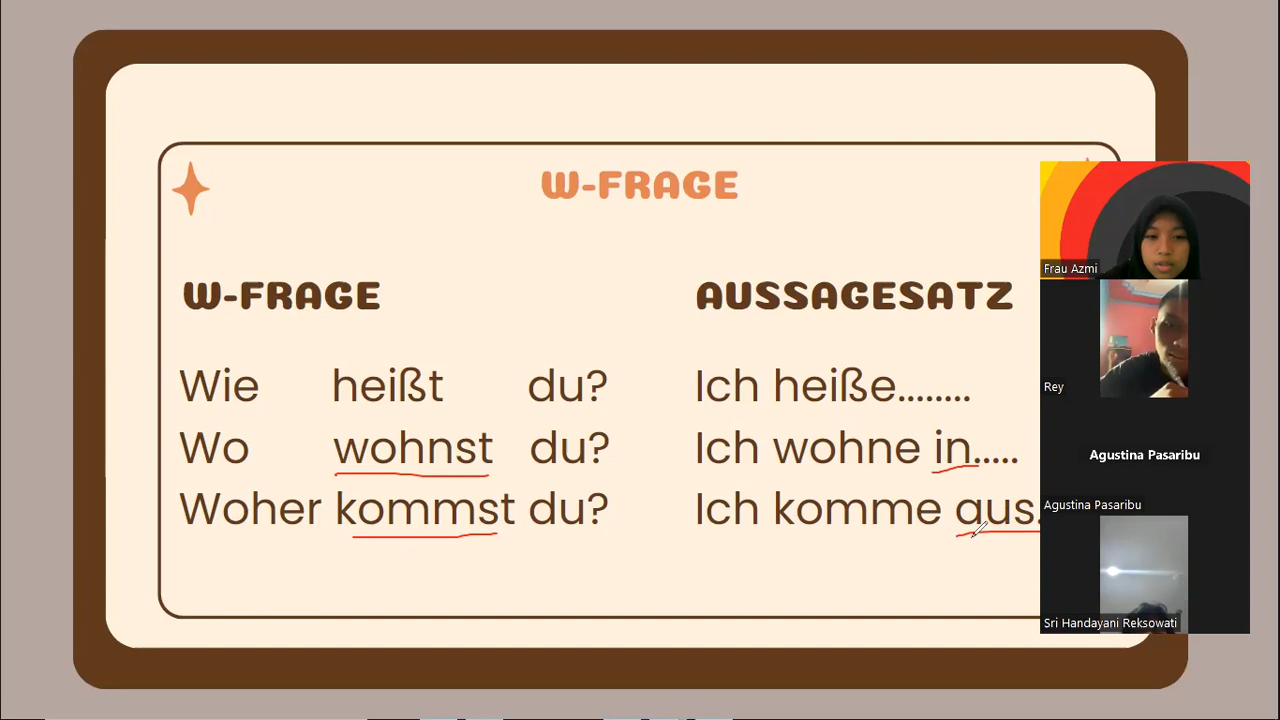 W-FRAGE
W-FRAGE
Wie heißt du?
Wo wohnst du?
Woher kommst du?
AUSSAGESATZ
Ich heiße........
Ich wohne in.....
Ich komme aus.
Frau Azmi
Rey
Agustina Pasaribu
Agustina Pasaribu
Sri Handayani Reksowati